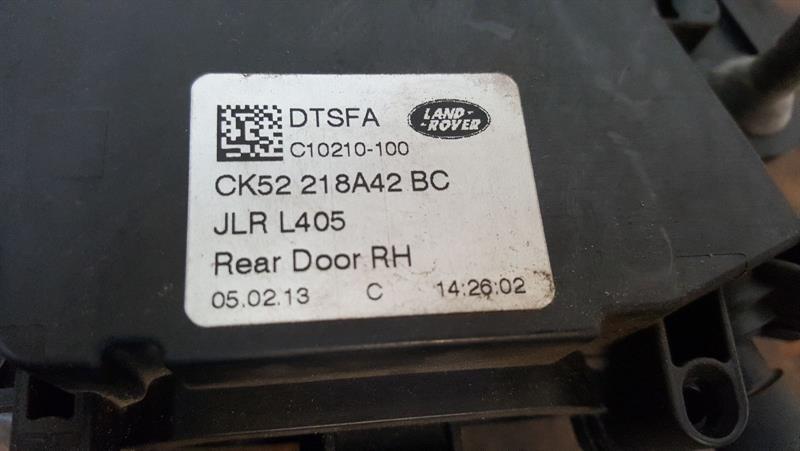 DTSFA LAND-
-ROVER
C10210-100
CK52 218A42 BC
JLR L405
Rear Door RH
05.02.13 C 14:26:02